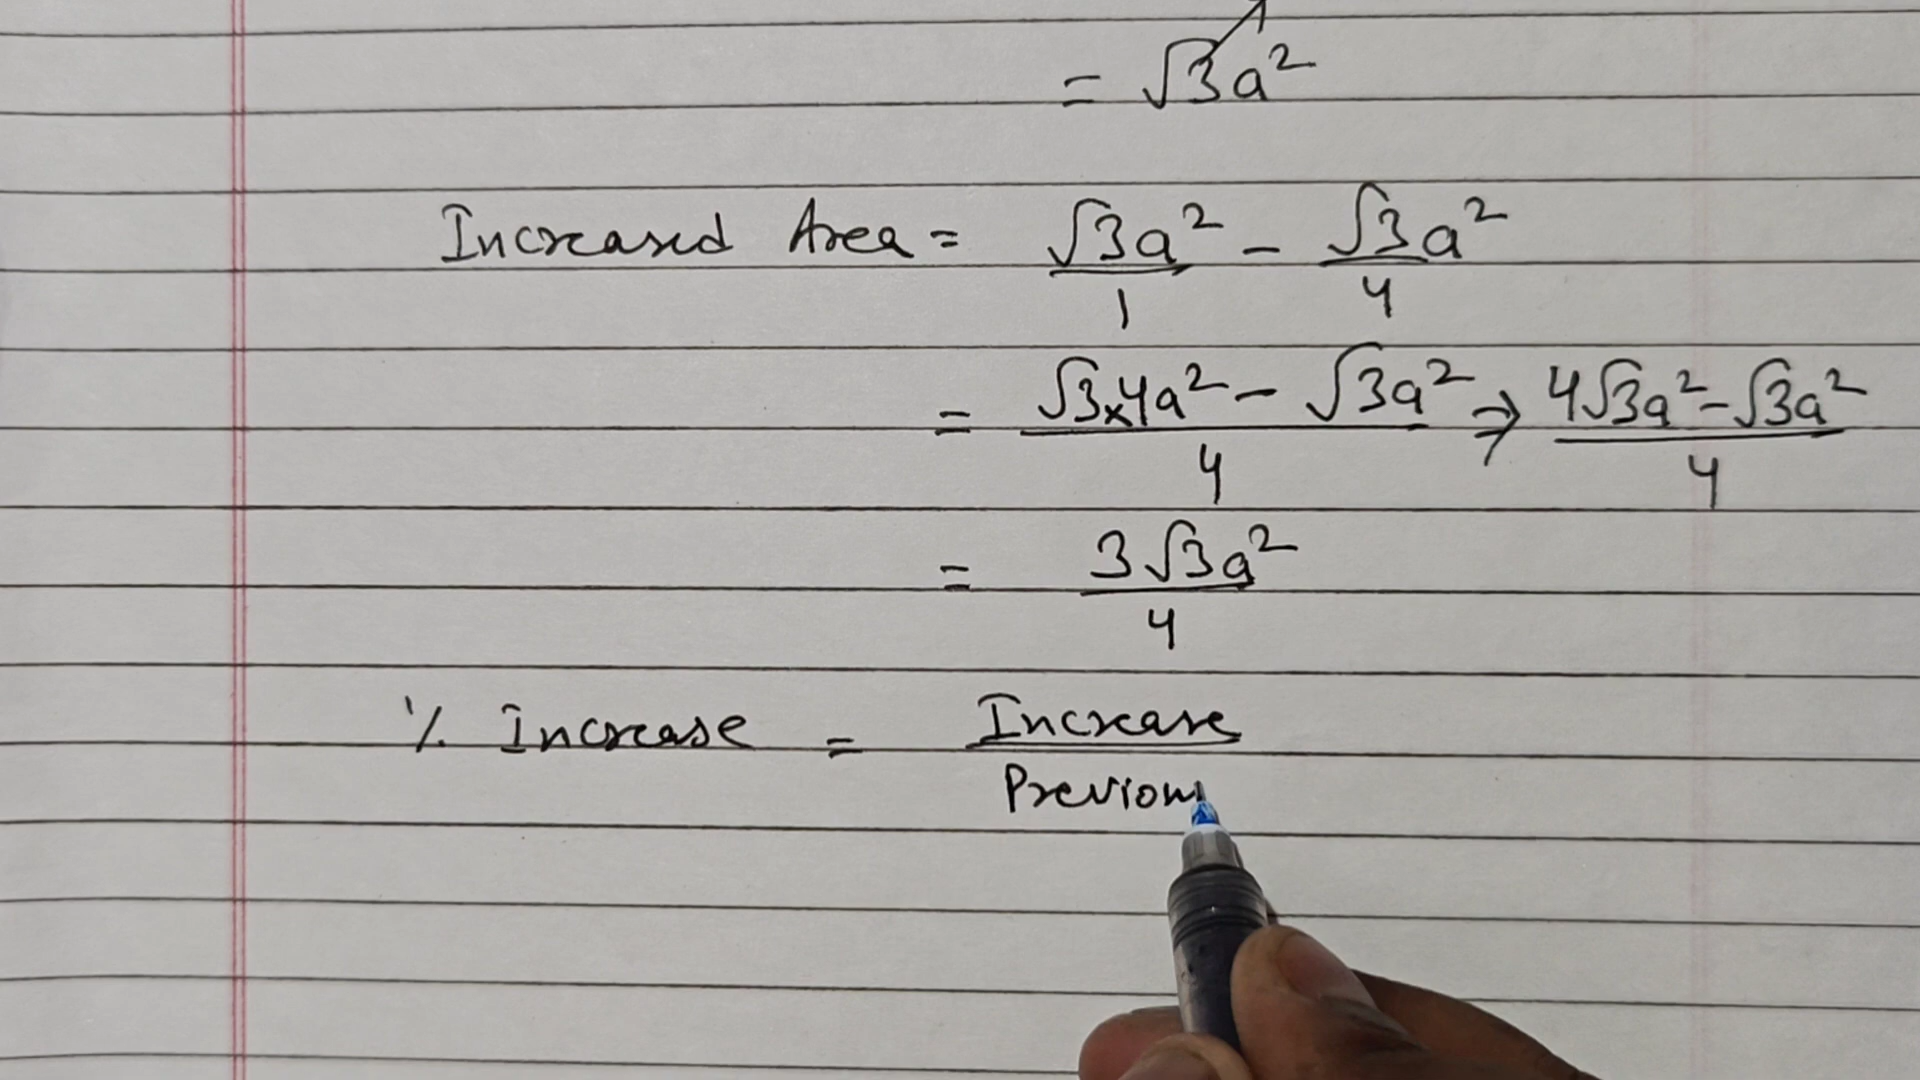 = √3a²
Increased Area = √3a²/1 - √3a²/4
= (√3×4a² - √3a²)/4 ⇒ (4√3a² - √3a²)/4
= 3√3a²/4
% Increase = Increase/Previou